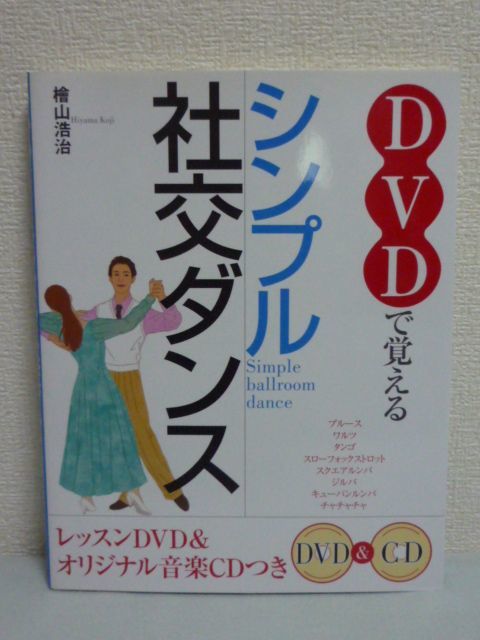 DVDで覚える
シンプル
社交ダンス
Simple
ballroom
dance
檜山浩治
Hiyama Koji
ブルース
ワルツ
タンゴ
スローフォックストロット
スクエアルンバ
ジルバ
キューバンルンバ
チャチャチャ
レッスンDVD&
オリジナル音楽CDつき
DVD & CD